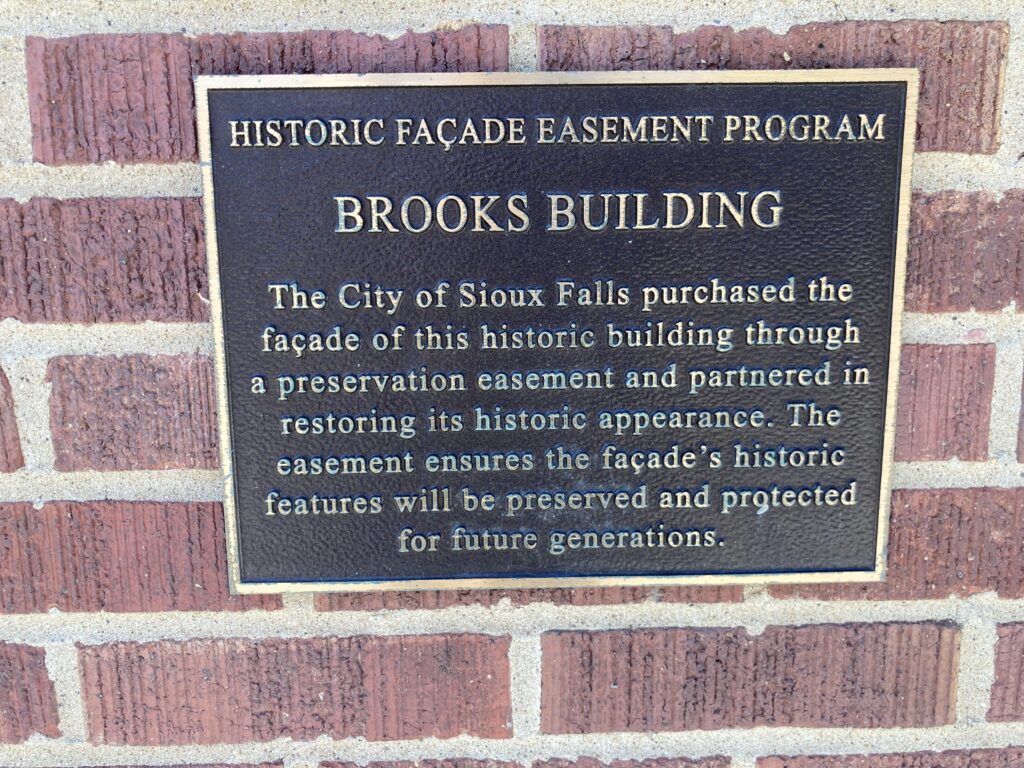 HISTORIC FAÇADE EASEMENT PROGRAM
BROOKS BUILDING
The City of Sioux Falls purchased the
façade of this historic building through
a preservation easement and partnered in
restoring its historic appearance. The
easement ensures the façade's historic
features will be preserved and protected
for future generations.